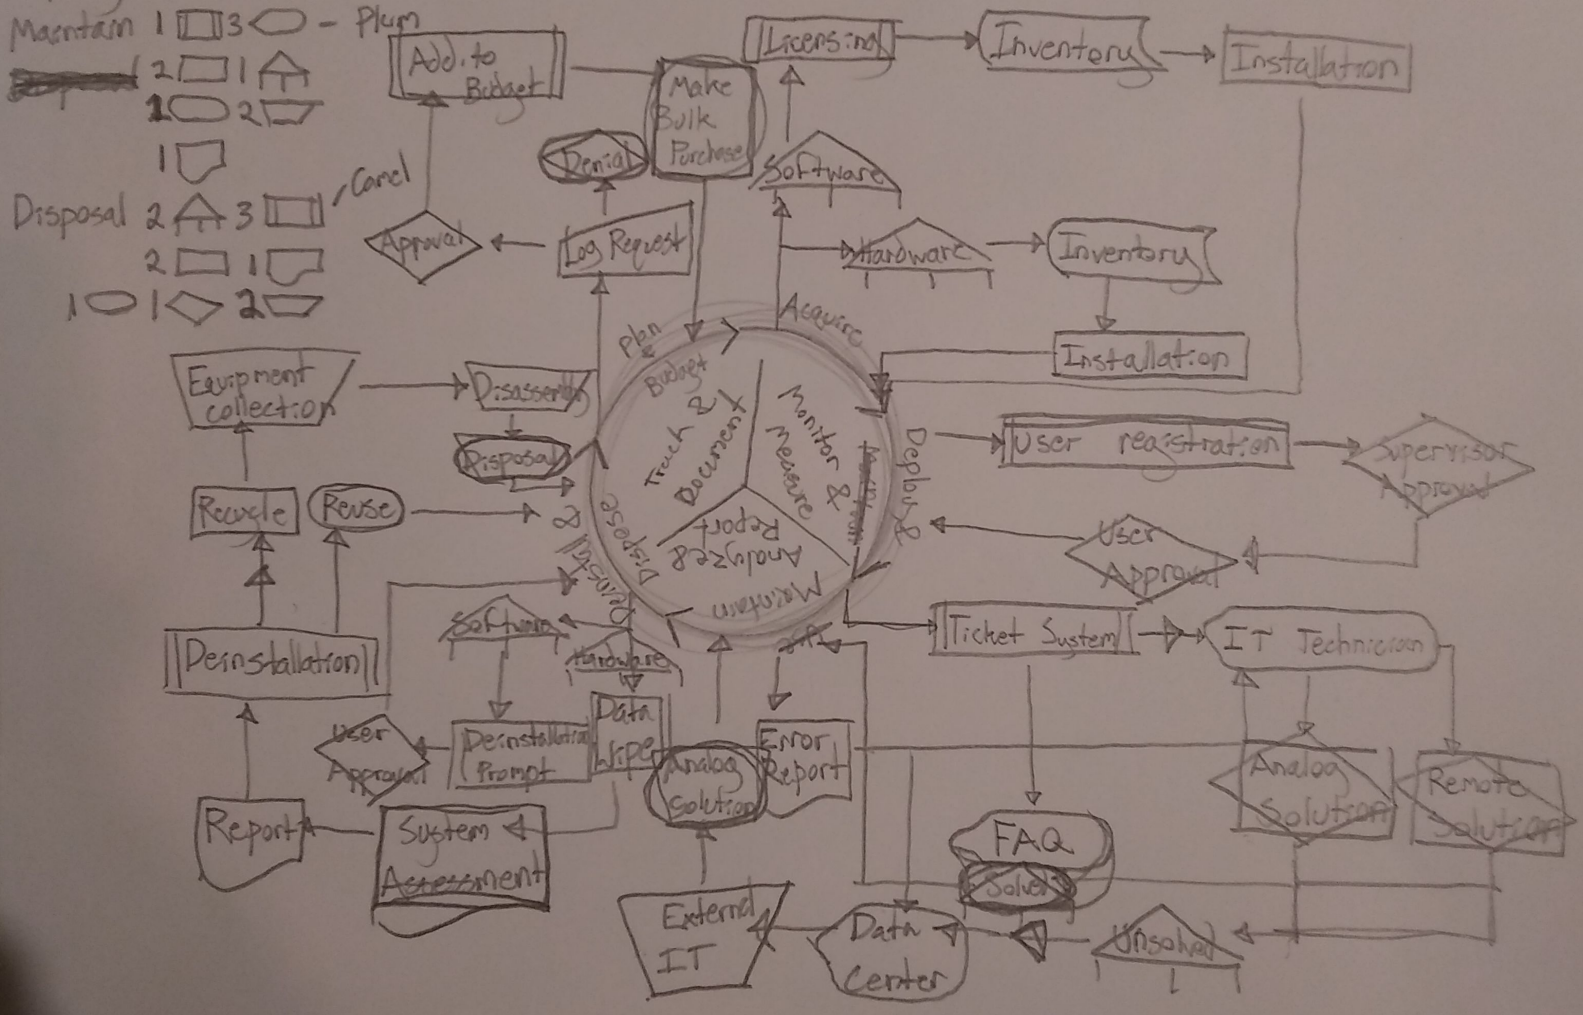 Maintain 1 3 - Plum
2 1
1 2
1
Disposal 2 3 Camel
2 1
1 1 2
Add to
Budget
Make
Bulk
Purchase
Licensing
Inventory
Installation
Denial
Software
Approval
Log Request
Hardware
Inventory
Installation
Plan
&
Budget
Acquire
Equipment
collection
Disassembly
Disposal
Track &
Document
Monitor &
Measure
Analyze &
Report
Deploy &
Maintain
Deinstall &
Dispose
User registration
Supervisor
Approval
User
Approval
Recycle
Reuse
Deinstallation
Software
Hardware
Ticket System
IT Technician
User
Approval
Deinstallation
Prompt
Data
Wipe
Analog
Solution
Error
Report
Analog
Solution
Remote
Solution
Report
System
Assessment
FAQ
Solved
External
IT
Data
Center
Unsolved